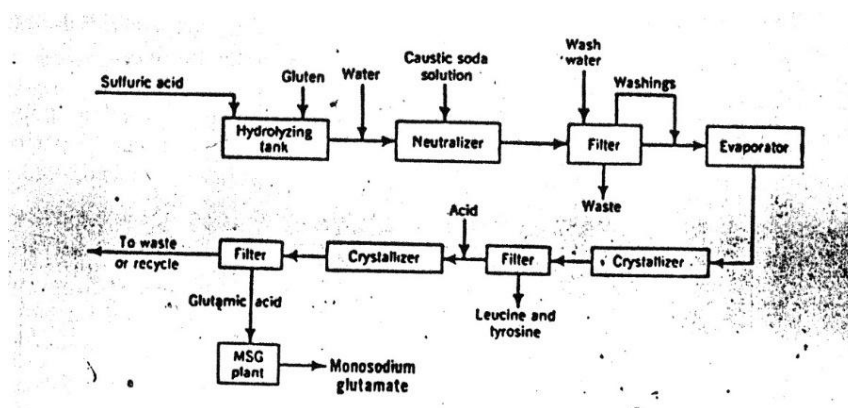 Sulfuric acid
Gluten
Water
Caustic soda
solution
Wash
water
Washings
Hydrolyzing
tank
Neutralizer
Filter
Evaporator
Waste
Acid
To waste
or recycle
Filter
Crystallizer
Filter
Crystallizer
Glutamic acid
Leucine and
tyrosine
MSG
plant
Monosodium
glutamate